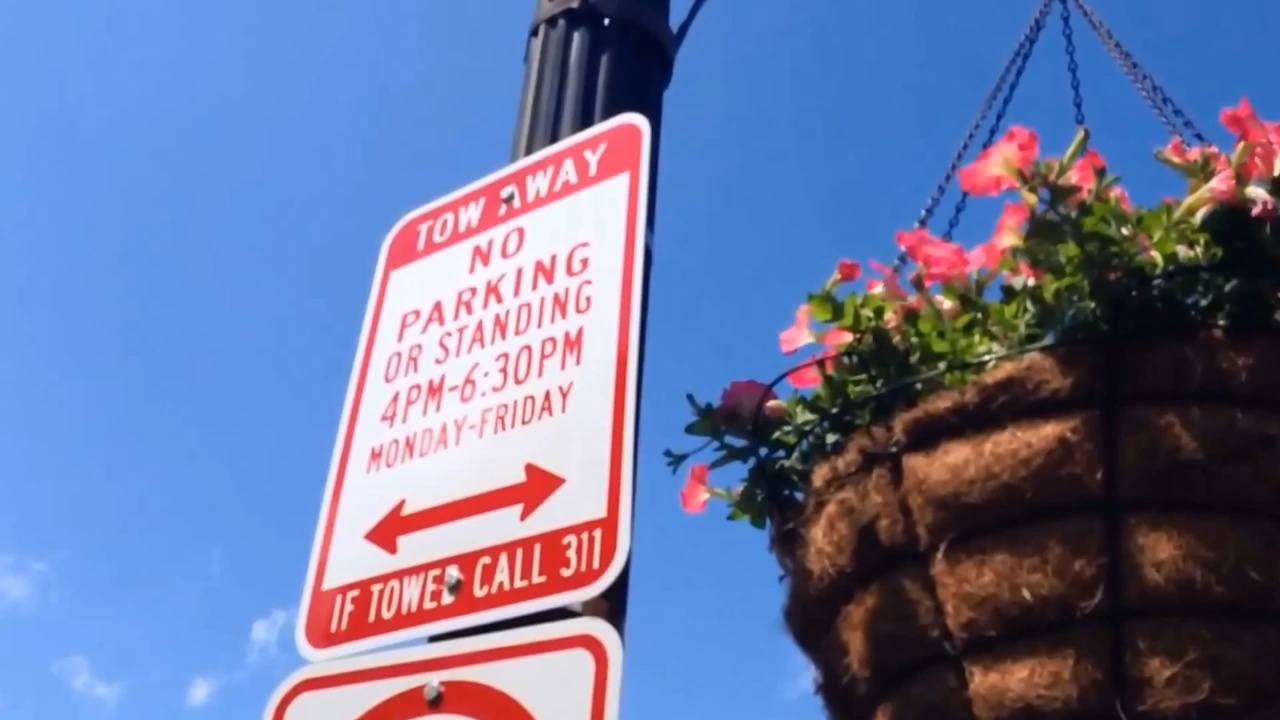 TOW AWAY
NO
PARKING
OR STANDING
4PM-6:30PM
MONDAY-FRIDAY
IF TOWED CALL 311